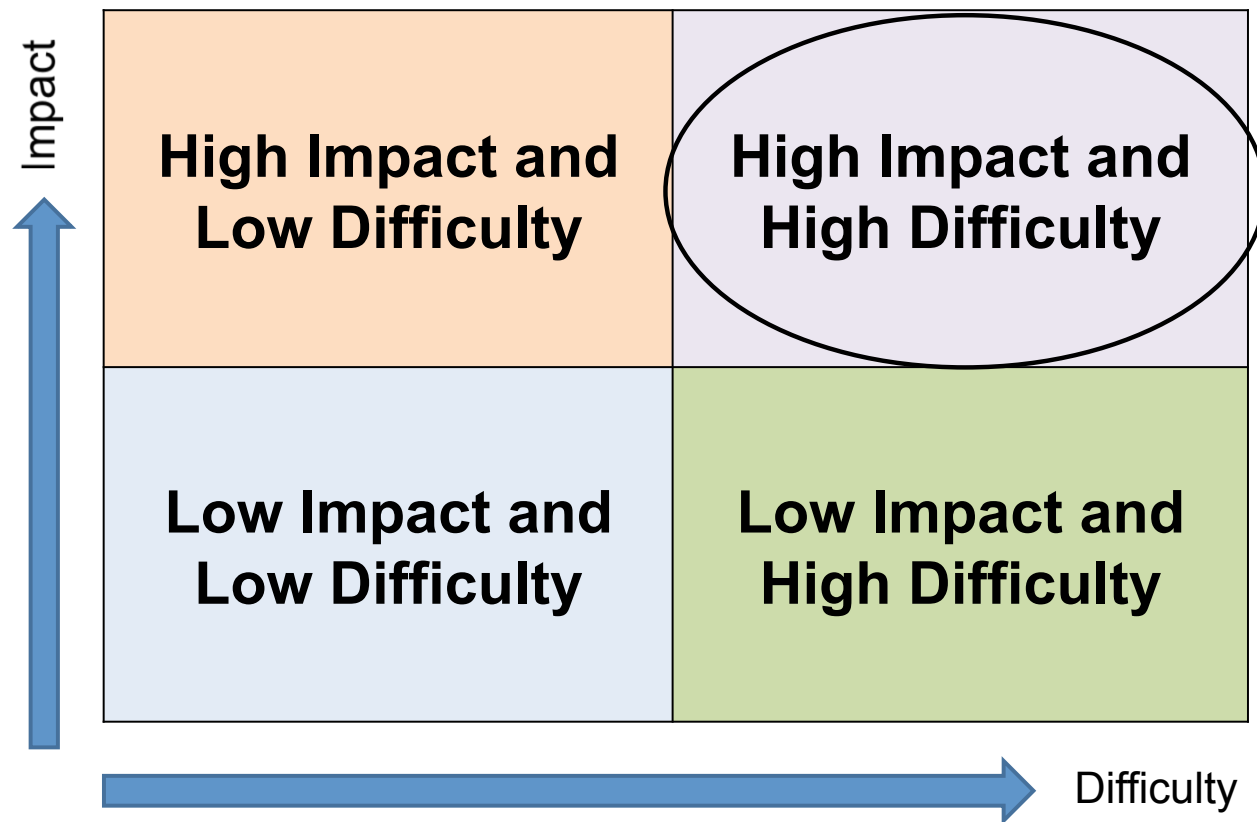 Impact
High Impact and
Low Difficulty
High Impact and
High Difficulty
Low Impact and
Low Difficulty
Low Impact and
High Difficulty
Difficulty